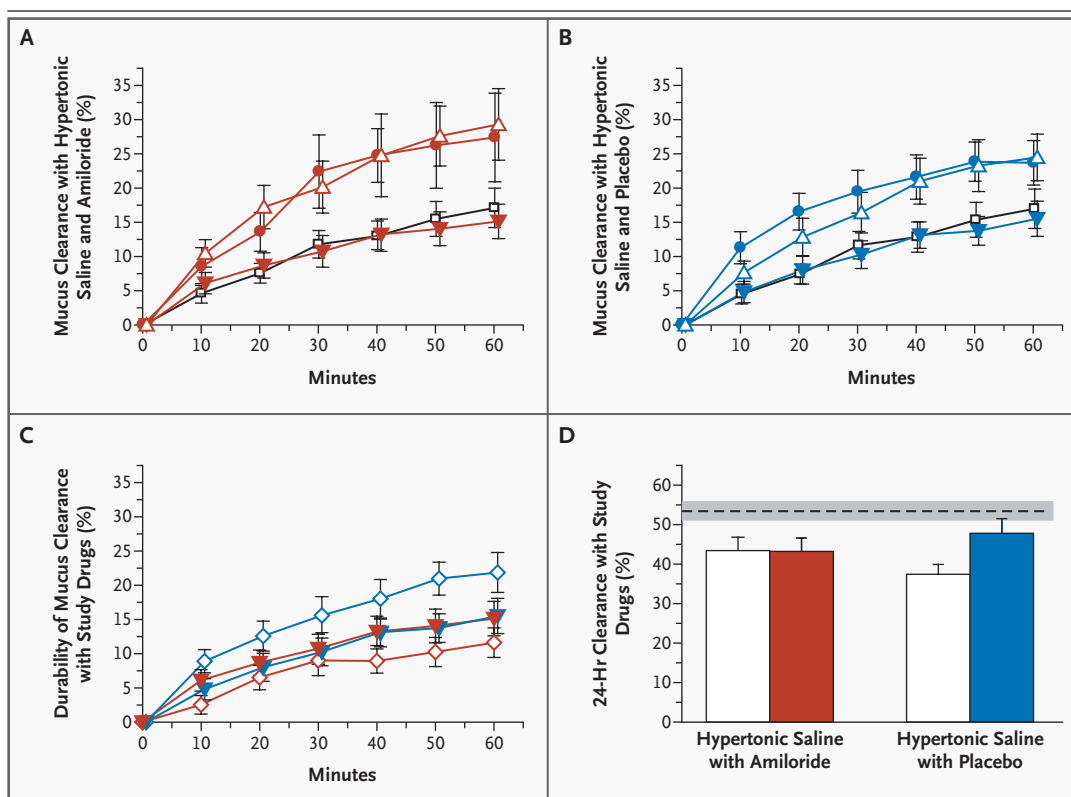 A
Mucus Clearance with Hypertonic
Saline and Amiloride (%)
35
30
25
20
15
10
5
0
0 10 20 30 40 50 60
Minutes
B
Mucus Clearance with Hypertonic
Saline and Placebo (%)
35
30
25
20
15
10
5
0
0 10 20 30 40 50 60
Minutes
C
Durability of Mucus Clearance
with Study Drugs (%)
35
30
25
20
15
10
5
0
0 10 20 30 40 50 60
Minutes
D
24-Hr Clearance with Study
Drugs (%)
60
50
40
30
20
10
0
Hypertonic Saline
with Amiloride
Hypertonic Saline
with Placebo